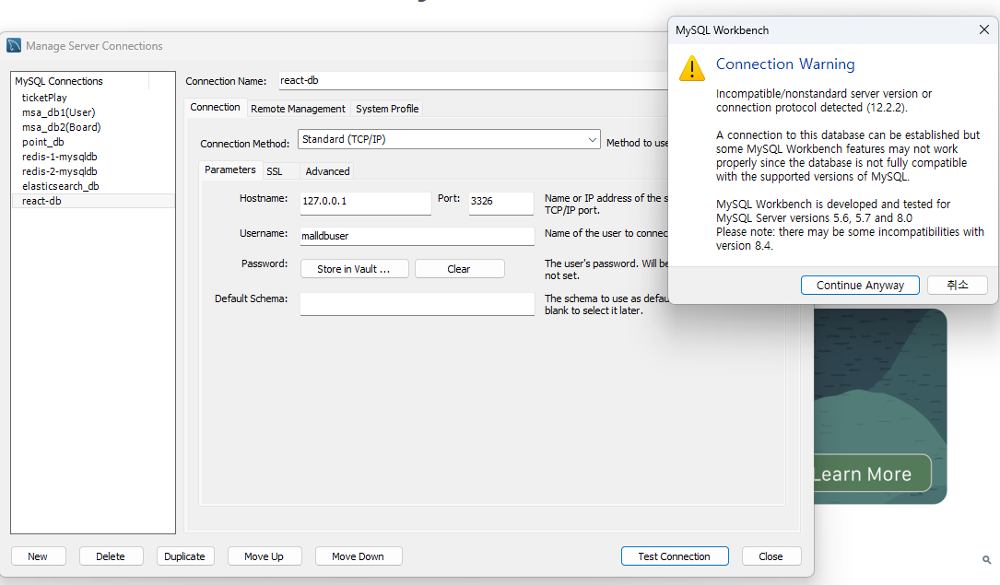 Manage Server Connections
MySQL Connections
ticketPlay
msa_db1(User)
msa_db2(Board)
point_db
redis-1-mysqldb
redis-2-mysqldb
elasticsearch_db
react-db
Connection Name:
react-db
Connection
Remote Management
System Profile
Connection Method:
Standard (TCP/IP)
Method to use
Parameters
SSL
Advanced
Hostname:
127.0.0.1
Port:
3326
Name or IP address of the s
TCP/IP port.
Username:
malldbuser
Name of the user to connec
Password:
Store in Vault ...
Clear
The user's password. Will be
not set.
Default Schema:
The schema to use as defau
blank to select it later.
New
Delete
Duplicate
Move Up
Move Down
Test Connection
Close
MySQL Workbench
Connection Warning
Incompatible/nonstandard server version or
connection protocol detected (12.2.2).
A connection to this database can be established but
some MySQL Workbench features may not work
properly since the database is not fully compatible
with the supported versions of MySQL.
MySQL Workbench is developed and tested for
MySQL Server versions 5.6, 5.7 and 8.0
Please note: there may be some incompatibilities with
version 8.4.
Continue Anyway
취소
Learn More